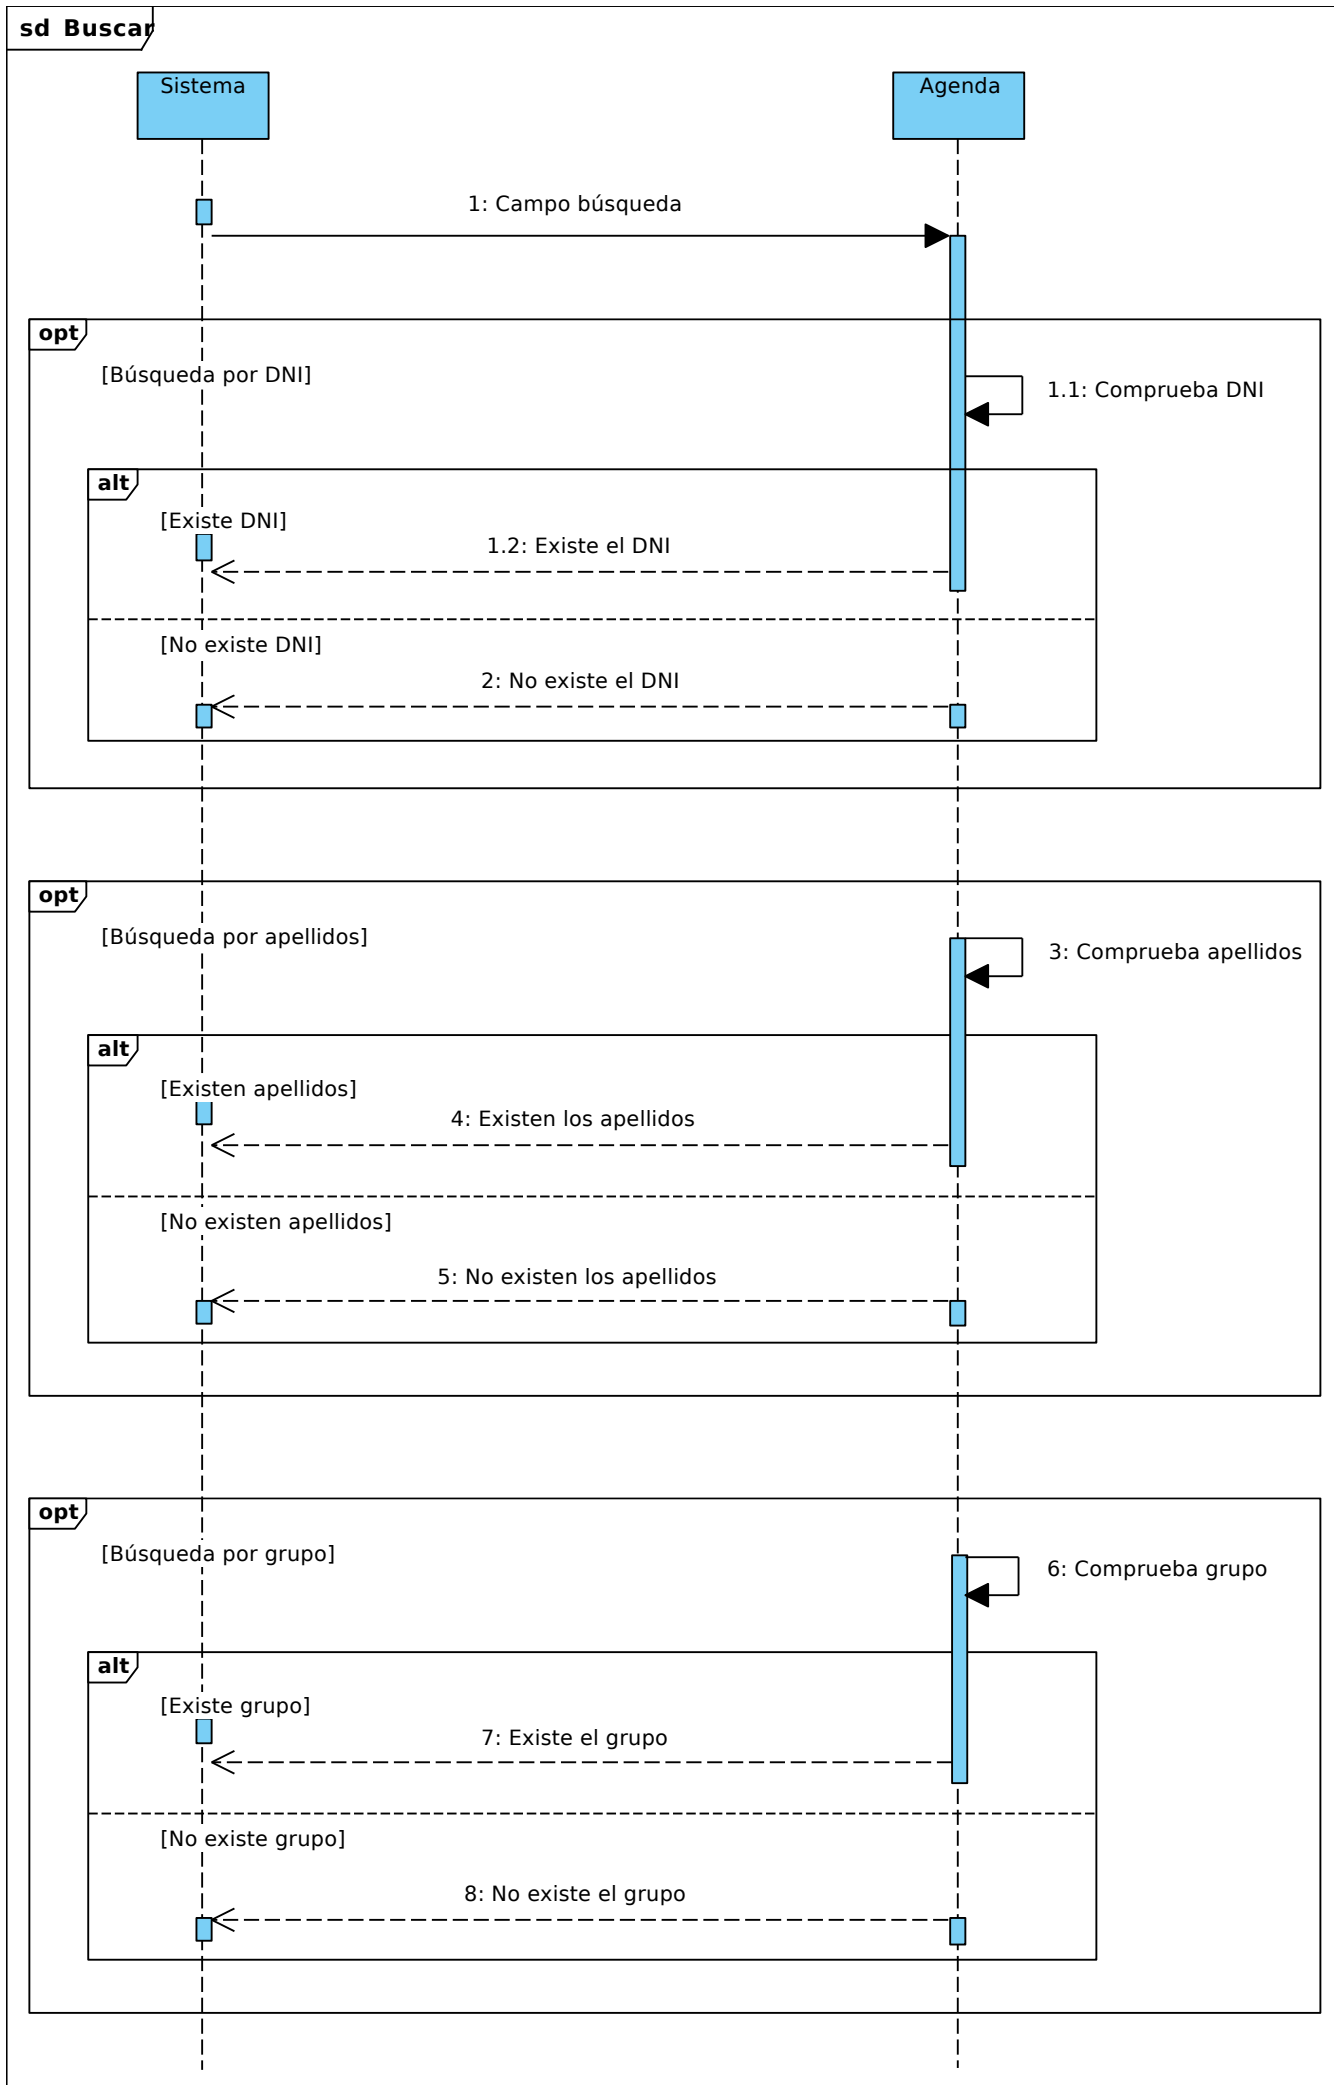 sd Buscar
Sistema
Agenda
1: Campo búsqueda
opt
[Búsqueda por DNI]
1.1: Comprueba DNI
alt
[Existe DNI]
1.2: Existe el DNI
[No existe DNI]
2: No existe el DNI
opt
[Búsqueda por apellidos]
3: Comprueba apellidos
alt
[Existen apellidos]
4: Existen los apellidos
[No existen apellidos]
5: No existen los apellidos
opt
[Búsqueda por grupo]
6: Comprueba grupo
alt
[Existe grupo]
7: Existe el grupo
[No existe grupo]
8: No existe el grupo